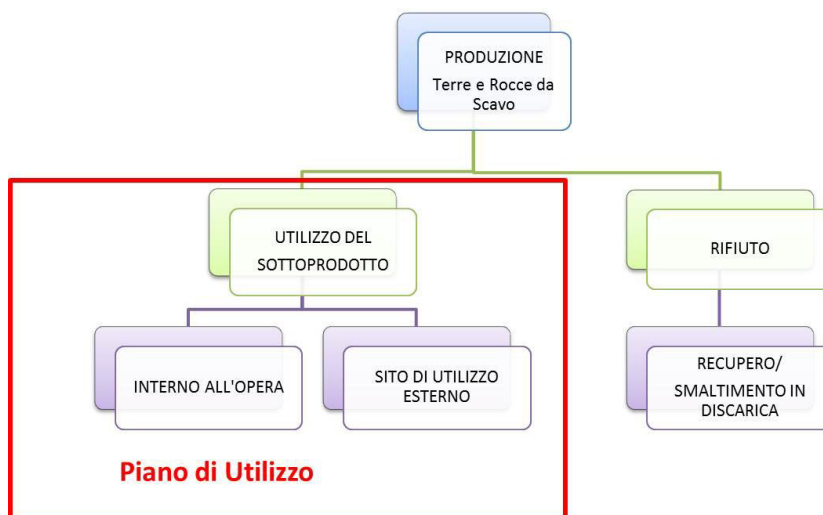 PRODUZIONE
Terre e Rocce da
Scavo
UTILIZZO DEL
SOTTOPRODOTTO
RIFIUTO
INTERNO ALL'OPERA
SITO DI UTILIZZO
ESTERNO
RECUPERO/
SMALTIMENTO IN
DISCARICA
Piano di Utilizzo